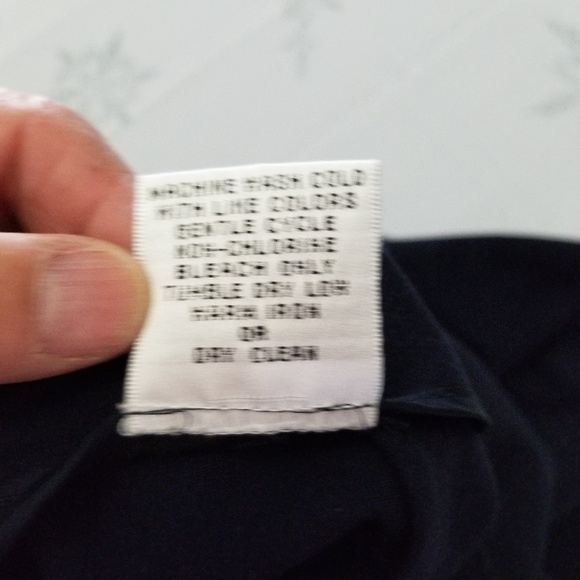 MACHINE WASH COLD
WITH LIKE COLORS
GENTLE CYCLE
NON-CHLORINE
BLEACH ONLY
TUMBLE DRY LOW
WARM IRON
OR
DRY CLEAN